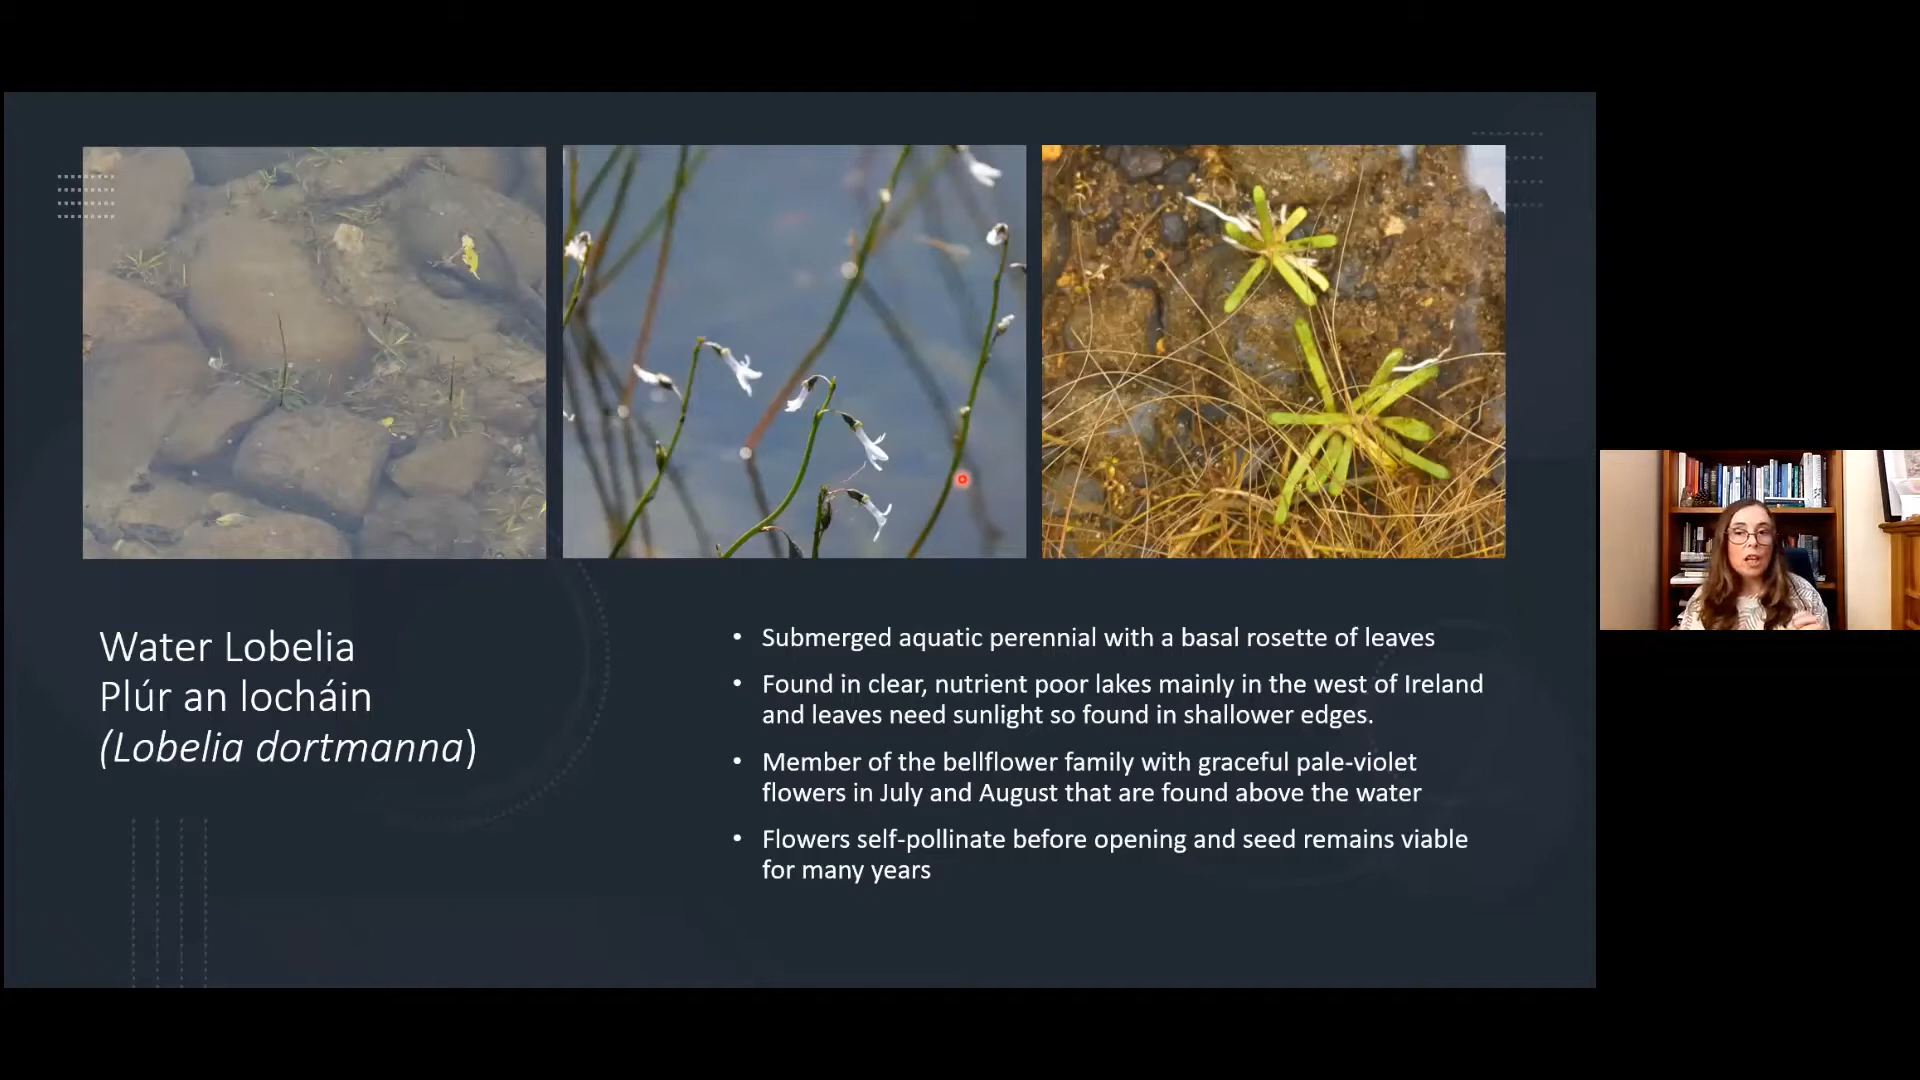 Water Lobelia
Plúr an locháin
(Lobelia dortmanna)
• Submerged aquatic perennial with a basal rosette of leaves
• Found in clear, nutrient poor lakes mainly in the west of Ireland
and leaves need sunlight so found in shallower edges.
• Member of the bellflower family with graceful pale-violet
flowers in July and August that are found above the water
• Flowers self-pollinate before opening and seed remains viable
for many years